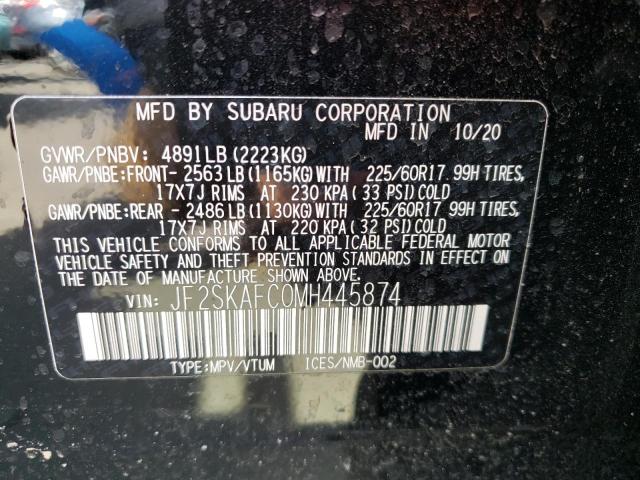 MFD BY SUBARU CORPORATION
MFD IN 10/20
GVWR/PNBV: 4891LB (2223KG)
GAWR/PNBE:FRONT- 2563LB (1165KG) WITH 225/60R17 99H TIRES,
17X7J RIMS AT 230 KPA (33 PSI) COLD
GAWR/PNBE:REAR - 2486LB (1130KG) WITH 225/60R17 99H TIRES,
17X7J RIMS AT 220 KPA (32 PSI) COLD
THIS VEHICLE CONFORMS TO ALL APPLICABLE FEDERAL MOTOR
VEHICLE SAFETY AND THEFT PREVENTION STANDARDS IN EFFECT ON
THE DATE OF MANUFACTURE SHOWN ABOVE.
VIN: JF2SKAFC0MH445874
TYPE:MPV/VTUM ICES/NMB-002